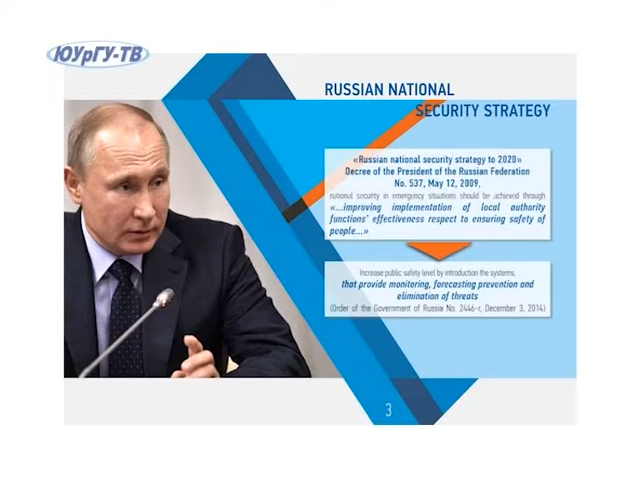 ЮУрГУ-ТВ
RUSSIAN NATIONAL
SECURITY STRATEGY
«Russian national security strategy to 2020»
Decree of the President of the Russian Federation
No. 537, May 12, 2009,
national security in emergency situations should be achieved through
«...improving implementation of local authority
functions' effectiveness respect to ensuring safety of
people...»
Increase public safety level by introduction the systems,
that provide monitoring, forecasting prevention and
elimination of threats
(Order of the Government of Russia No. 2446-r, December 3, 2014)
3